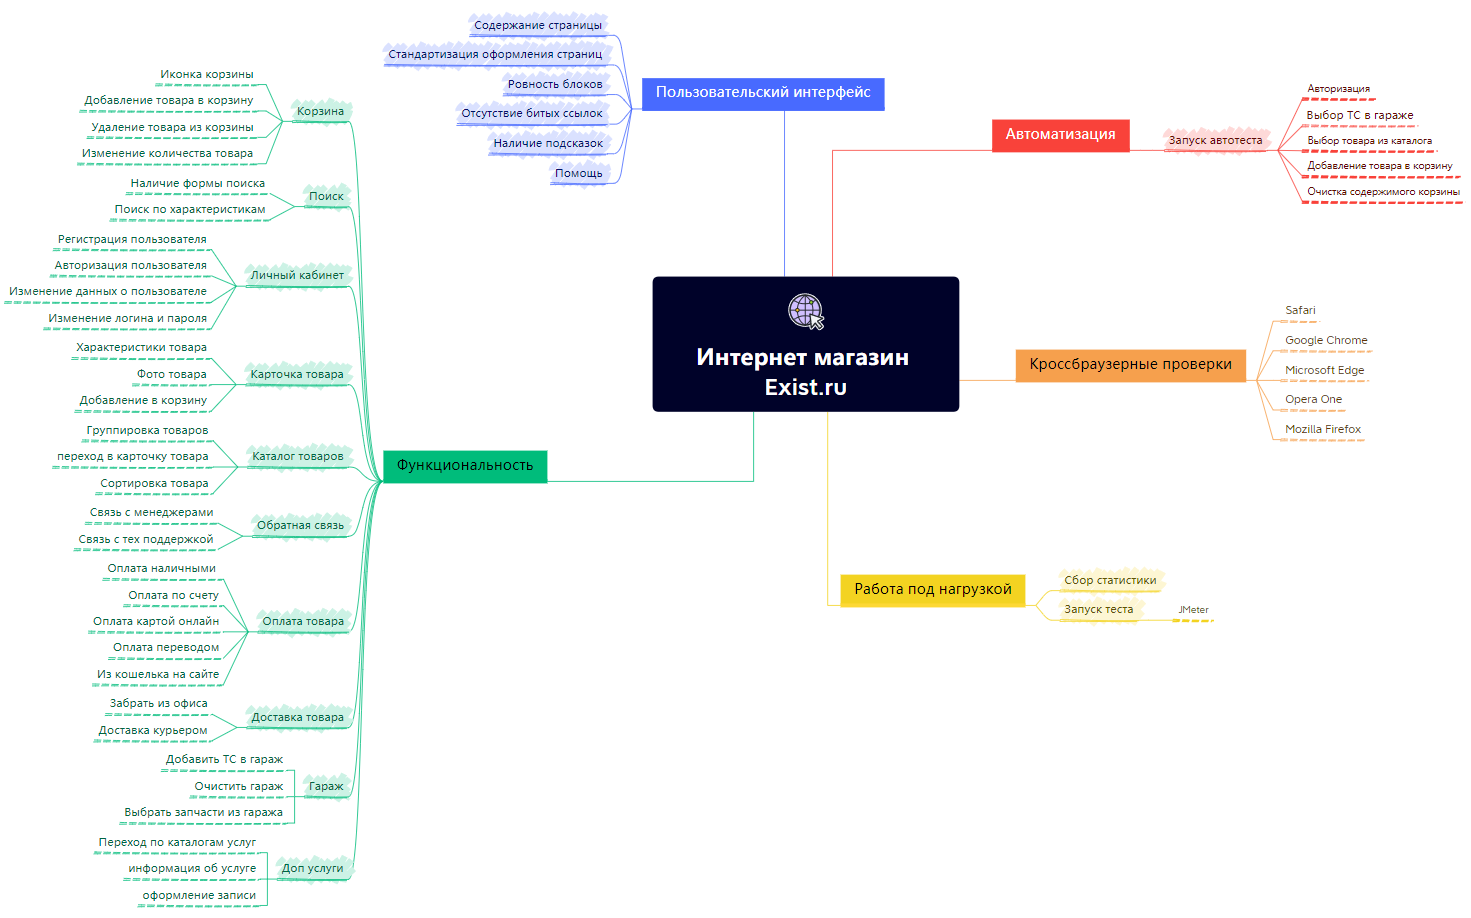 Интернет магазин
Exist.ru
Пользовательский интерфейс
Содержание страницы
Стандартизация оформления страниц
Ровность блоков
Отсутствие битых ссылок
Наличие подсказок
Помощь
Автоматизация
Запуск автотеста
Авторизация
Выбор ТС в гараже
Выбор товара из каталога
Добавление товара в корзину
Очистка содержимого корзины
Кроссбраузерные проверки
Safari
Google Chrome
Microsoft Edge
Opera One
Mozilla Firefox
Работа под нагрузкой
Сбор статистики
Запуск теста
JMeter
Функциональность
Корзина
Иконка корзины
Добавление товара в корзину
Удаление товара из корзины
Изменение количества товара
Поиск
Наличие формы поиска
Поиск по характеристикам
Личный кабинет
Регистрация пользователя
Авторизация пользователя
Изменение данных о пользователе
Изменение логина и пароля
Карточка товара
Характеристики товара
Фото товара
Добавление в корзину
Каталог товаров
Группировка товаров
переход в карточку товара
Сортировка товара
Обратная связь
Связь с менеджерами
Связь с тех поддержкой
Оплата товара
Оплата наличными
Оплата по счету
Оплата картой онлайн
Оплата переводом
Из кошелька на сайте
Доставка товара
Забрать из офиса
Доставка курьером
Гараж
Добавить ТС в гараж
Очистить гараж
Выбрать запчасти из гаража
Доп услуги
Переход по каталогам услуг
информация об услуге
оформление записи